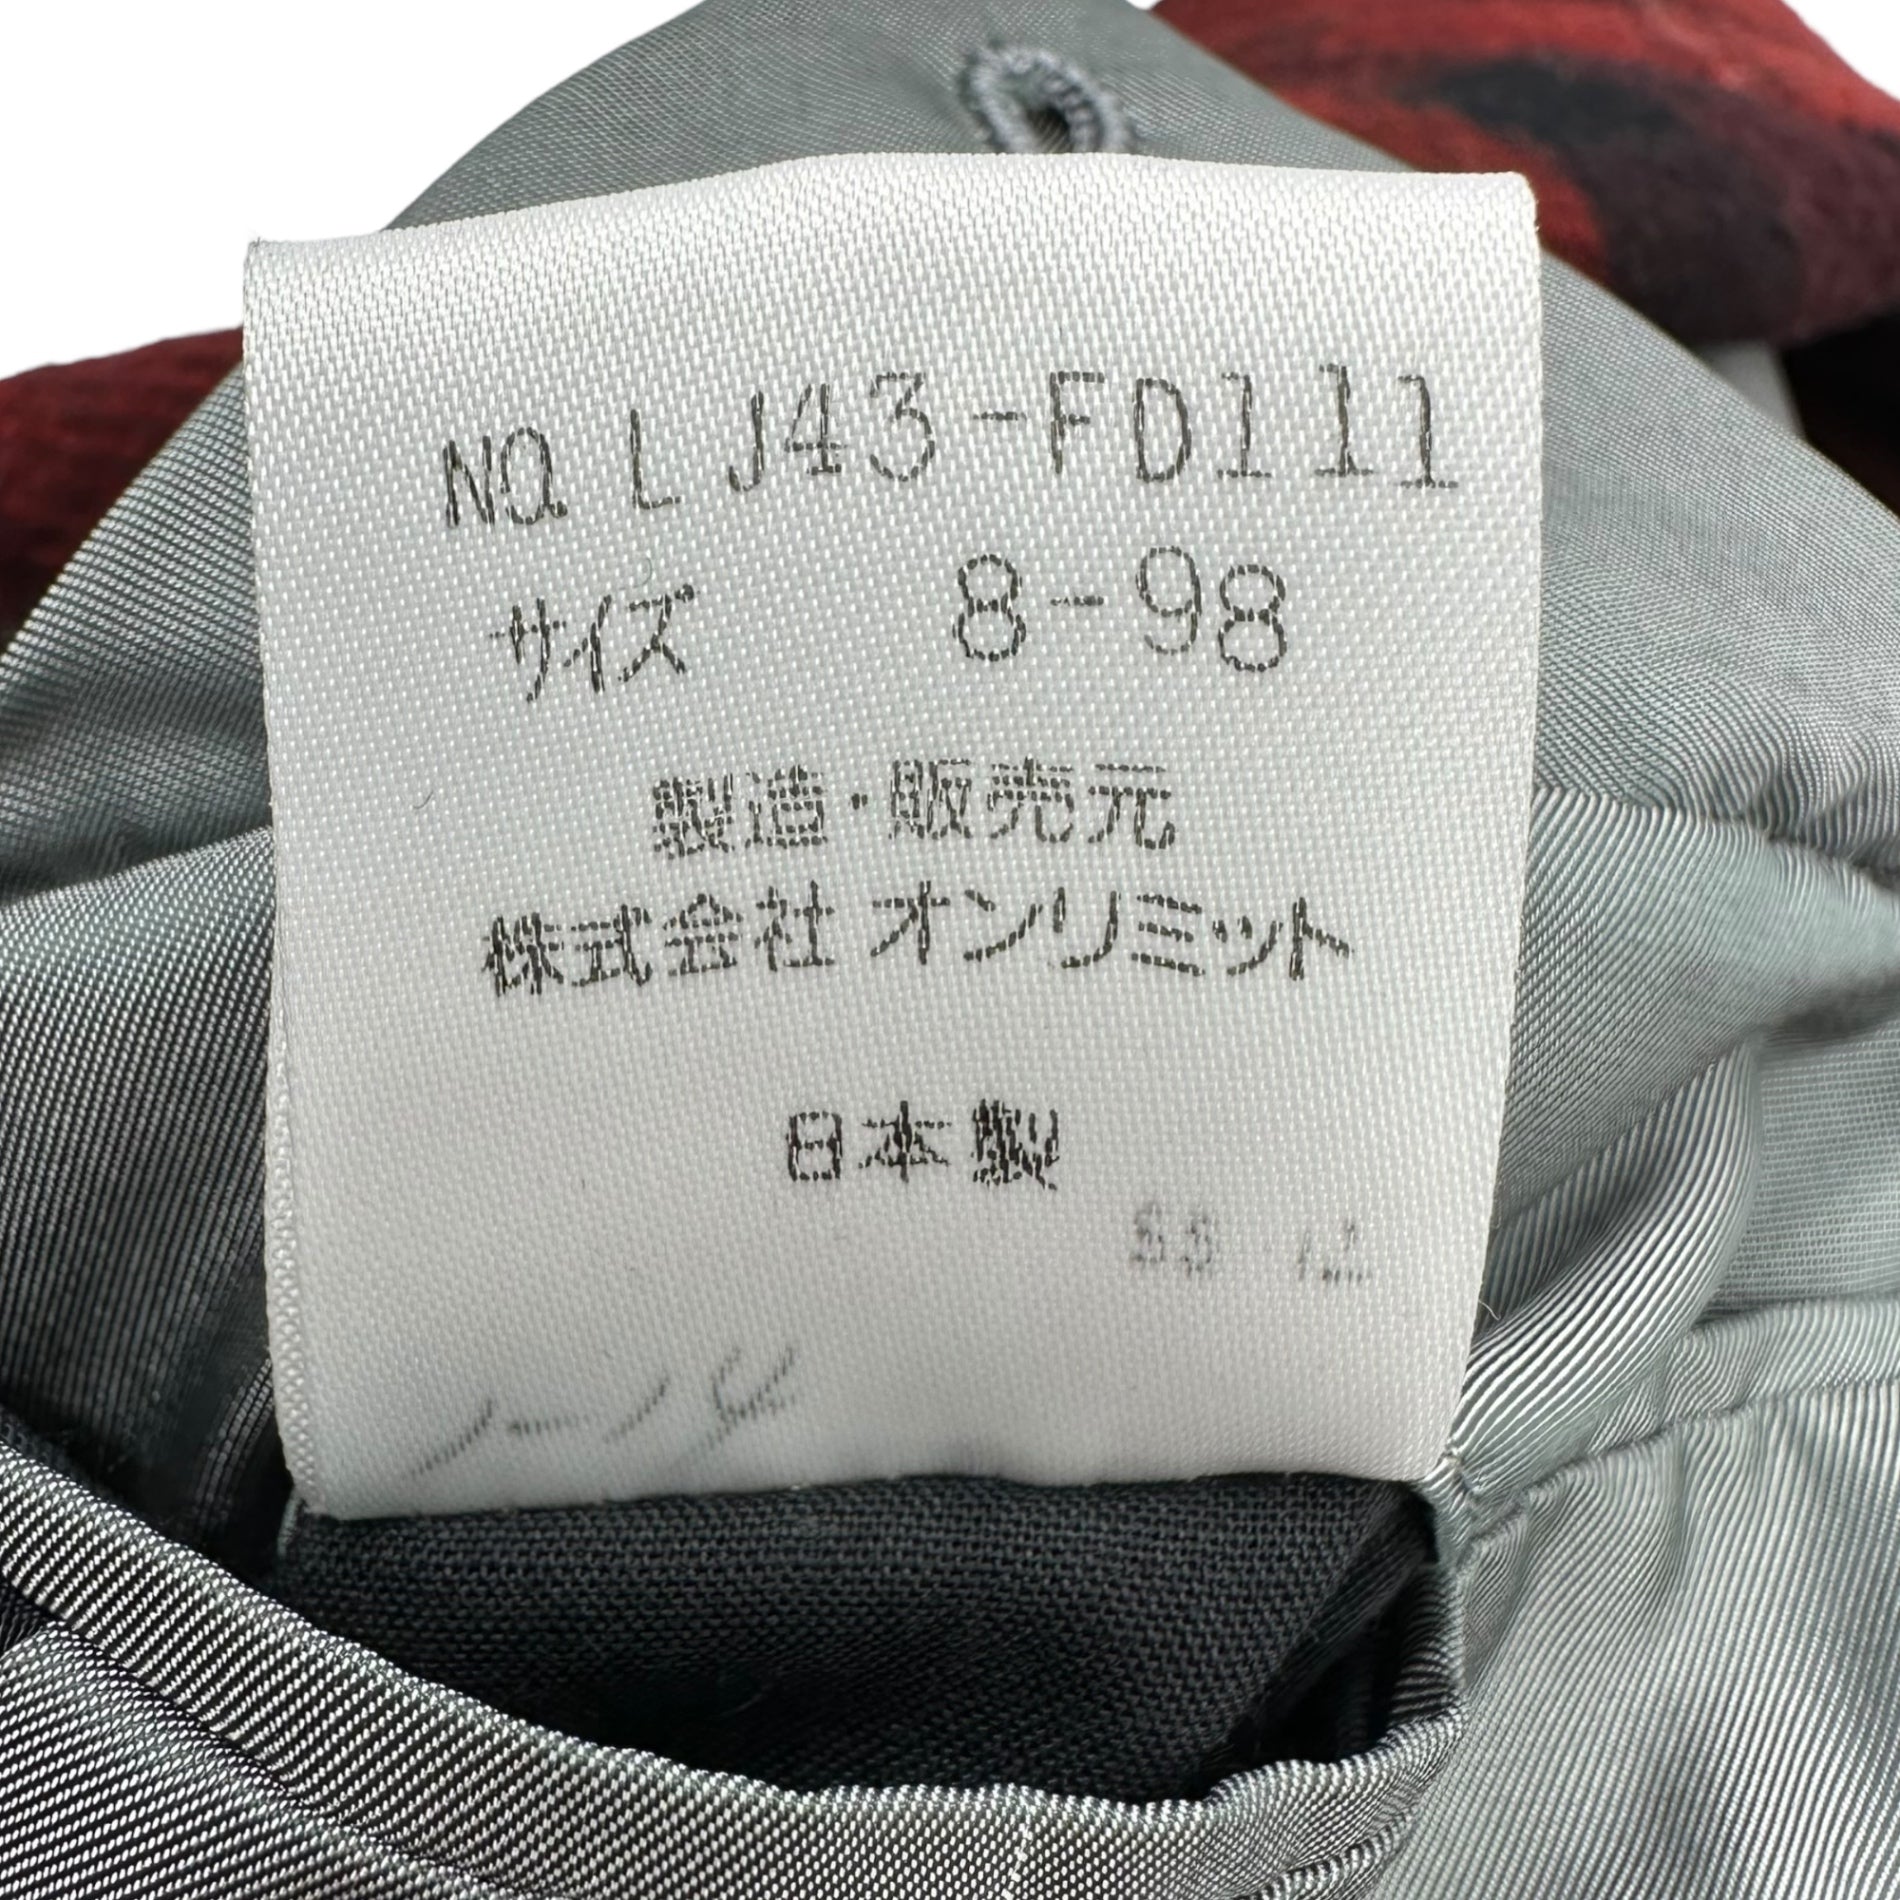 NO. LJ43-FD111
サイズ 8-98
製造・販売元
株式会社オンリミット
日本製